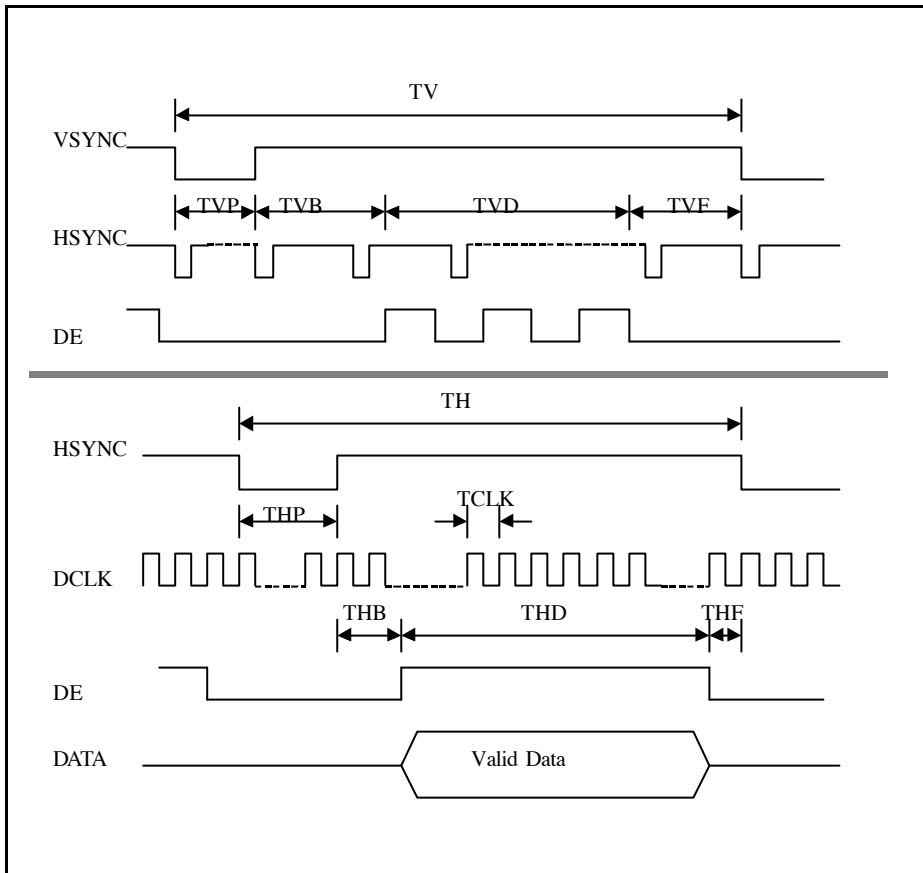 TV
VSYNC
TVP TVB TVD TVF
HSYNC
DE
TH
HSYNC
THP TCLK
DCLK
THB THD THF
DE
DATA Valid Data